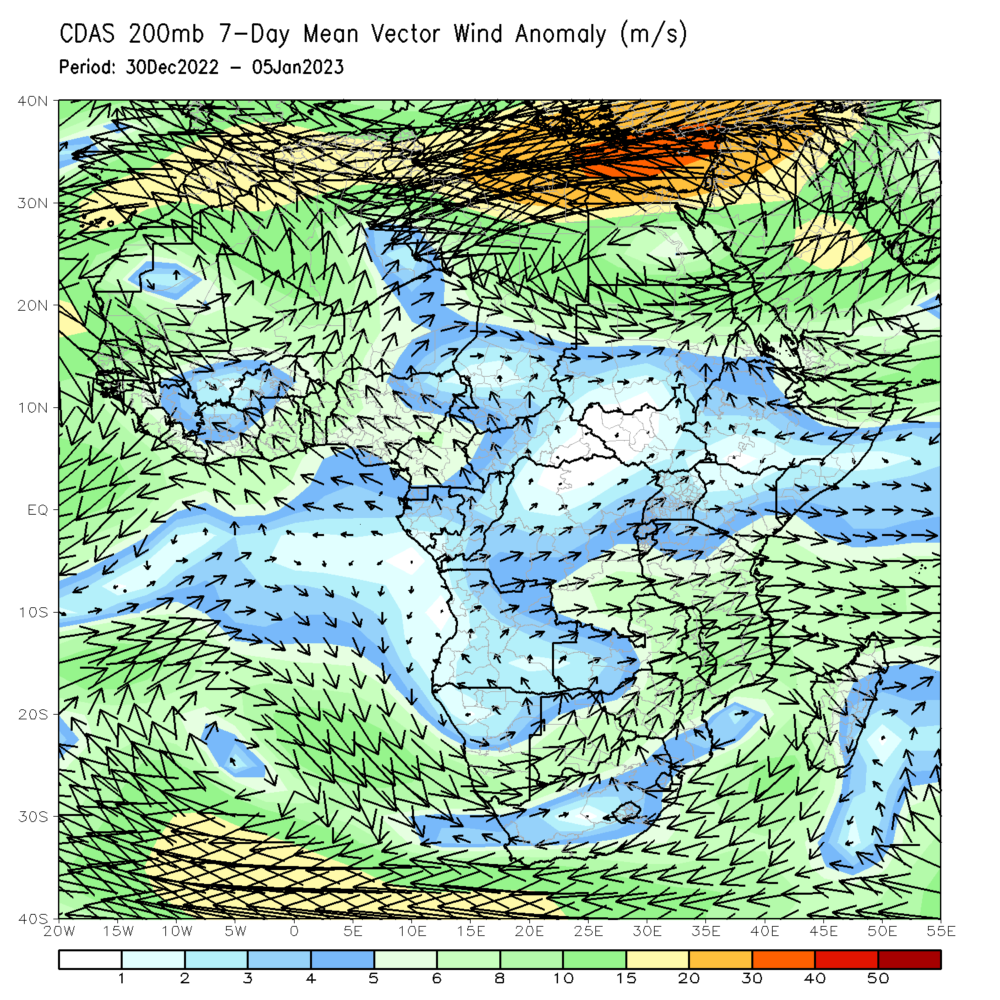 CDAS 200mb 7-Day Mean Vector Wind Anomaly (m/s)
Period: 30Dec2022 - 05Jan2023
40N
30N
20N
10N
EQ
10S
20S
30S
40S
20W 15W 10W 5W 0 5E 10E 15E 20E 25E 30E 35E 40E 45E 50E 55E
1 2 3 4 5 6 8 10 15 20 30 40 50